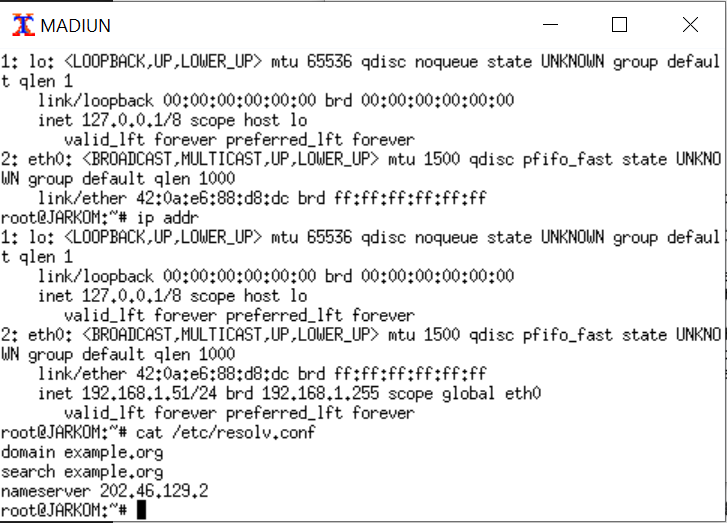 MADIUN
1: lo: <LOOPBACK,UP,LOWER_UP> mtu 65536 qdisc noqueue state UNKNOWN group defaul
t qlen 1
    link/loopback 00:00:00:00:00:00 brd 00:00:00:00:00:00
    inet 127.0.0.1/8 scope host lo
       valid_lft forever preferred_lft forever
2: eth0: <BROADCAST,MULTICAST,UP,LOWER_UP> mtu 1500 qdisc pfifo_fast state UNKNO
WN group default qlen 1000
    link/ether 42:0a:e6:88:d8:dc brd ff:ff:ff:ff:ff:ff
root@JARKOM:~# ip addr
1: lo: <LOOPBACK,UP,LOWER_UP> mtu 65536 qdisc noqueue state UNKNOWN group defaul
t qlen 1
    link/loopback 00:00:00:00:00:00 brd 00:00:00:00:00:00
    inet 127.0.0.1/8 scope host lo
       valid_lft forever preferred_lft forever
2: eth0: <BROADCAST,MULTICAST,UP,LOWER_UP> mtu 1500 qdisc pfifo_fast state UNKNO
WN group default qlen 1000
    link/ether 42:0a:e6:88:d8:dc brd ff:ff:ff:ff:ff:ff
    inet 192.168.1.51/24 brd 192.168.1.255 scope global eth0
       valid_lft forever preferred_lft forever
root@JARKOM:~# cat /etc/resolv.conf
domain example.org
search example.org
nameserver 202.46.129.2
root@JARKOM:~#